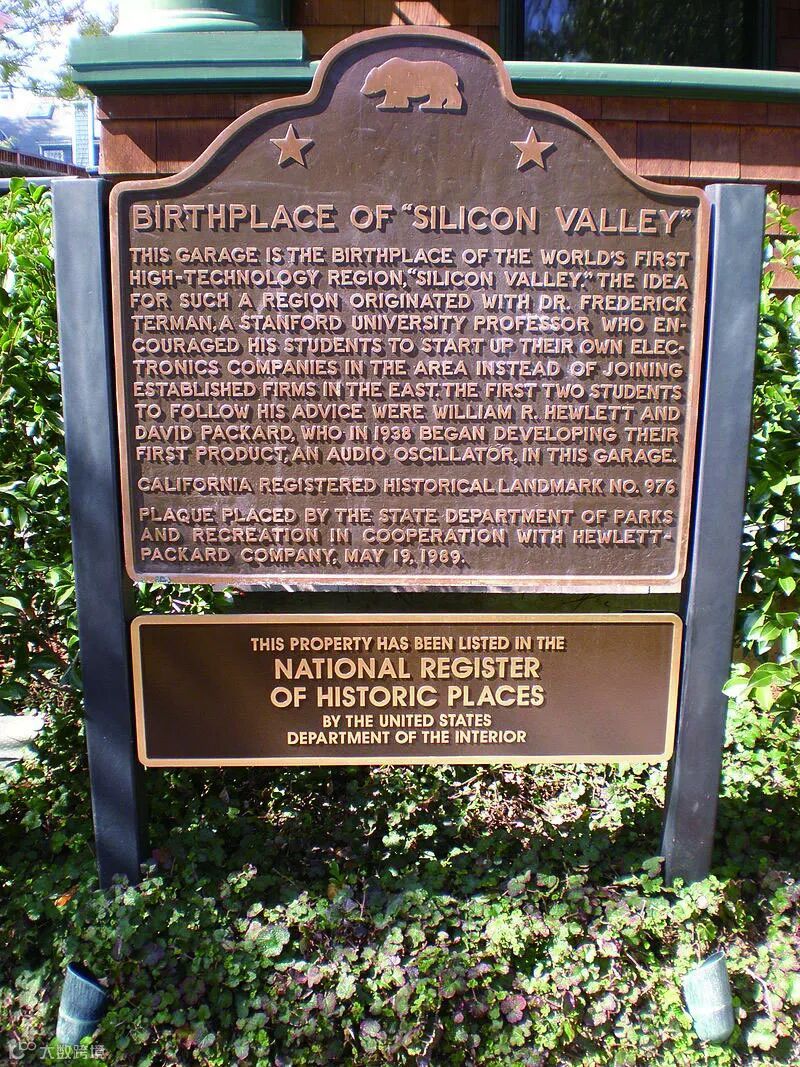 BIRTHPLACE OF "SILICON VALLEY"
THIS GARAGE IS THE BIRTHPLACE OF THE WORLD'S FIRST
HIGH-TECHNOLOGY REGION, "SILICON VALLEY." THE IDEA
FOR SUCH A REGION ORIGINATED WITH DR. FREDERICK
TERMAN, A STANFORD UNIVERSITY PROFESSOR WHO EN-
COURAGED HIS STUDENTS TO START UP THEIR OWN ELEC-
TRONICS COMPANIES IN THE AREA INSTEAD OF JOINING
ESTABLISHED FIRMS IN THE EAST. THE FIRST TWO STUDENTS
TO FOLLOW HIS ADVICE WERE WILLIAM R. HEWLETT AND
DAVID PACKARD, WHO IN 1938 BEGAN DEVELOPING THEIR
FIRST PRODUCT, AN AUDIO OSCILLATOR, IN THIS GARAGE.
CALIFORNIA REGISTERED HISTORICAL LANDMARK NO. 976
PLAQUE PLACED BY THE STATE DEPARTMENT OF PARKS
AND RECREATION IN COOPERATION WITH HEWLETT-
PACKARD COMPANY, MAY 19, 1989.
THIS PROPERTY HAS BEEN LISTED IN THE
NATIONAL REGISTER
OF HISTORIC PLACES
BY THE UNITED STATES
DEPARTMENT OF THE INTERIOR
大数跨境